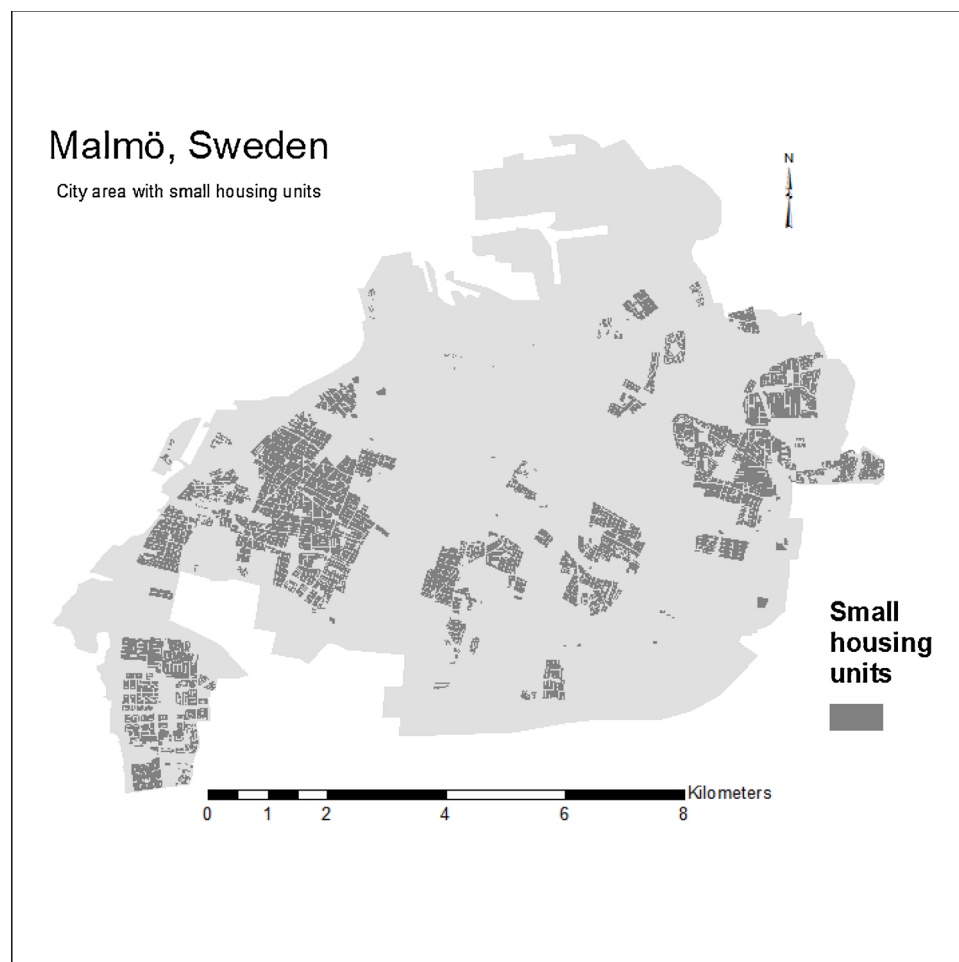 Malmö, Sweden
N
City area with small housing units
Small
housing
units
Kilometers
0 1 2 4 6 8